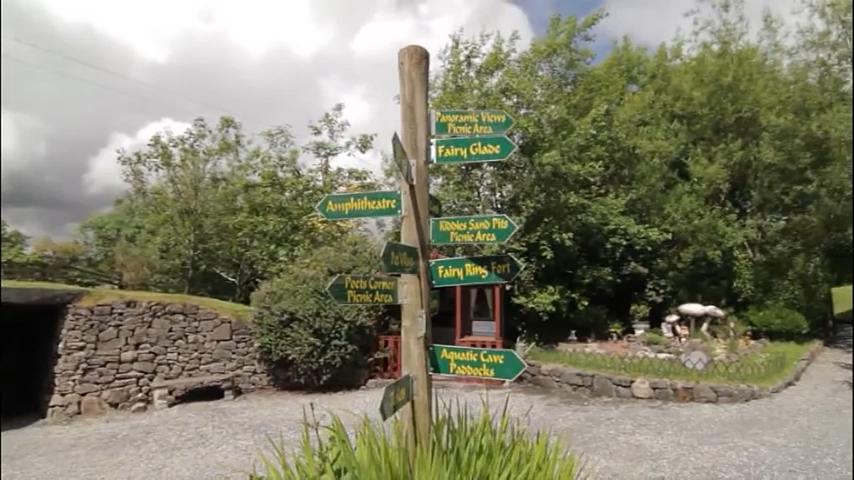 Panoramic Views
Picnic Area
Fairy Glade
Amphitheatre
Kiddies Sand Pits
Picnic Area
Fairy Ring Fort
Poets Corner
Picnic Area
Aquatic Cave
Paddocks